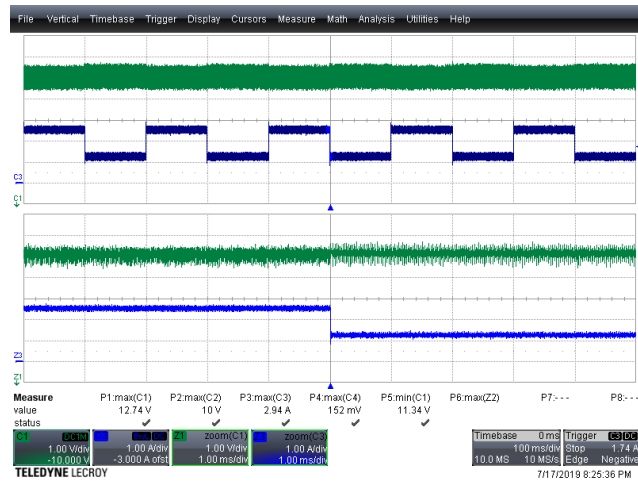 File Vertical Timebase Trigger Display Cursors Measure Math Analysis Utilities Help
C3
C1
Z3
Z1
Measure P1:max(C1) P2:max(C2) P3:max(C3) P4:max(C4) P5:min(C1) P6:max(Z2) P7:- - - P8:- - -
value 12.74 V 10 V 2.94 A 152 mV 11.34 V
status
C1 DC1M Z1 zoom(C1) zoom(C3) Timebase 0 ms Trigger C3 DC
1.00 V/div 1.00 A/div 1.00 V/div 1.00 A/div 100 ms/div Stop 1.74 A
-10.000 V -3.000 A ofst 1.00 ms/div 1.00 ms/div 10.0 MS 10 MS/s Edge Negative
TELEDYNE LECROY 7/17/2019 8:25:36 PM